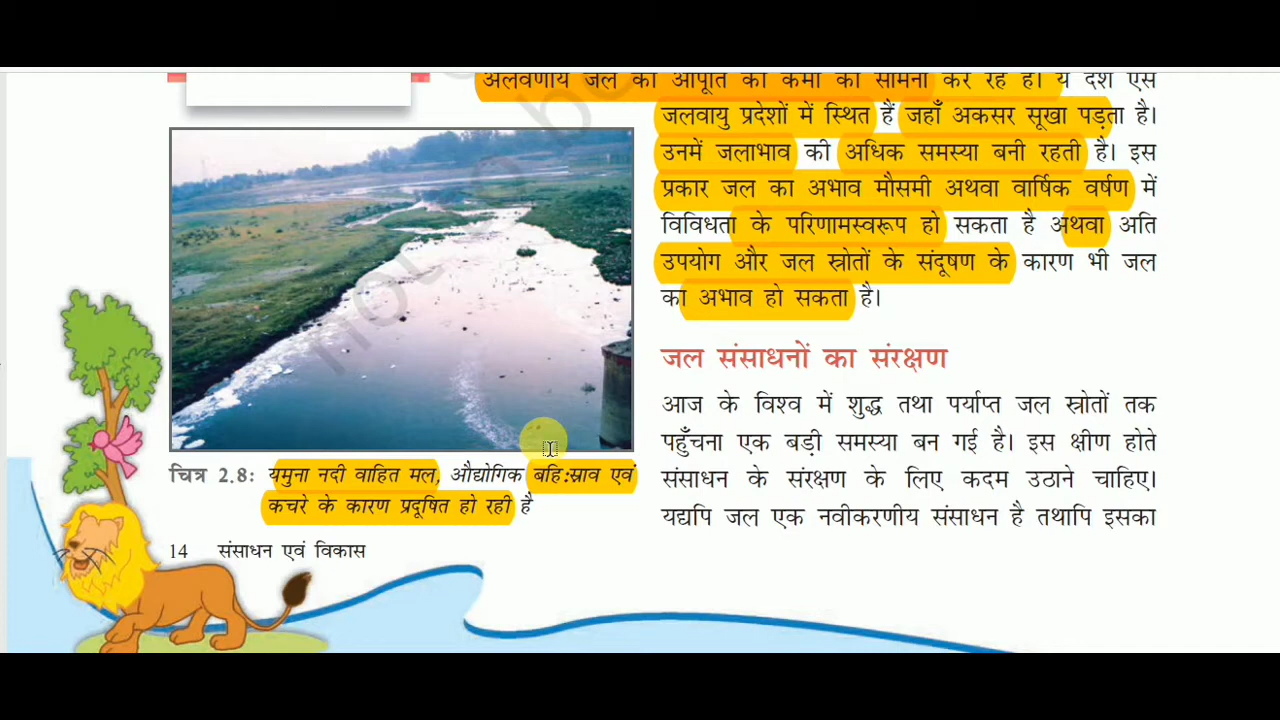 अलवणीय जल की आपूर्ति की कमी का सामना कर रहे हैं। ये देश ऐसे
जलवायु प्रदेशों में स्थित हैं जहाँ अकसर सूखा पड़ता है।
उनमें जलाभाव की अधिक समस्या बनी रहती है। इस
प्रकार जल का अभाव मौसमी अथवा वार्षिक वर्षण में
विविधता के परिणामस्वरूप हो सकता है अथवा अति
उपयोग और जल स्त्रोतों के संदूषण के कारण भी जल
का अभाव हो सकता है।
जल संसाधनों का संरक्षण
आज के विश्व में शुद्ध तथा पर्याप्त जल स्त्रोतों तक
पहुँचना एक बड़ी समस्या बन गई है। इस क्षीण होते
संसाधन के संरक्षण के लिए कदम उठाने चाहिए।
यद्यपि जल एक नवीकरणीय संसाधन है तथापि इसका
चित्र 2.8: यमुना नदी वाहित मल, औद्योगिक बहि:स्राव एवं
कचरे के कारण प्रदूषित हो रही है
14 संसाधन एवं विकास
not to b